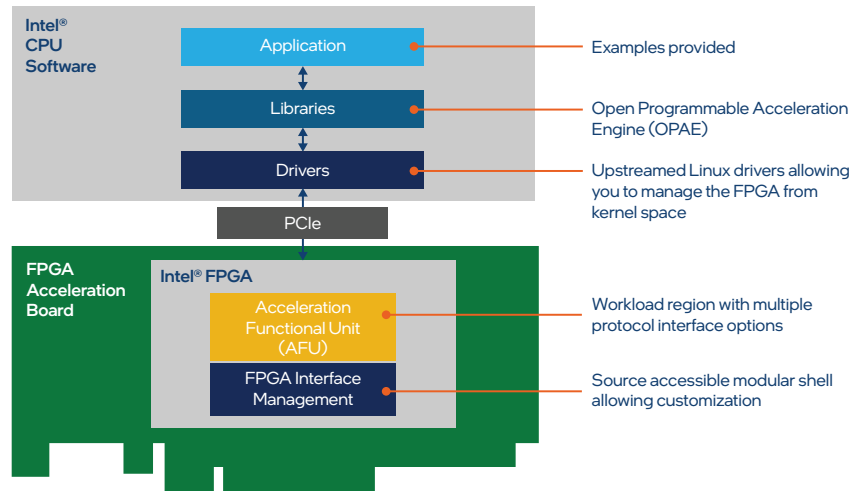 Intel®
CPU
Software
Application
Examples provided
Libraries
Open Programmable Acceleration
Engine (OPAE)
Drivers
Upstreamed Linux drivers allowing
you to manage the FPGA from
kernel space
PCIe
FPGA
Acceleration
Board
Intel® FPGA
Acceleration
Functional Unit
(AFU)
Workload region with multiple
protocol interface options
FPGA Interface
Management
Source accessible modular shell
allowing customization